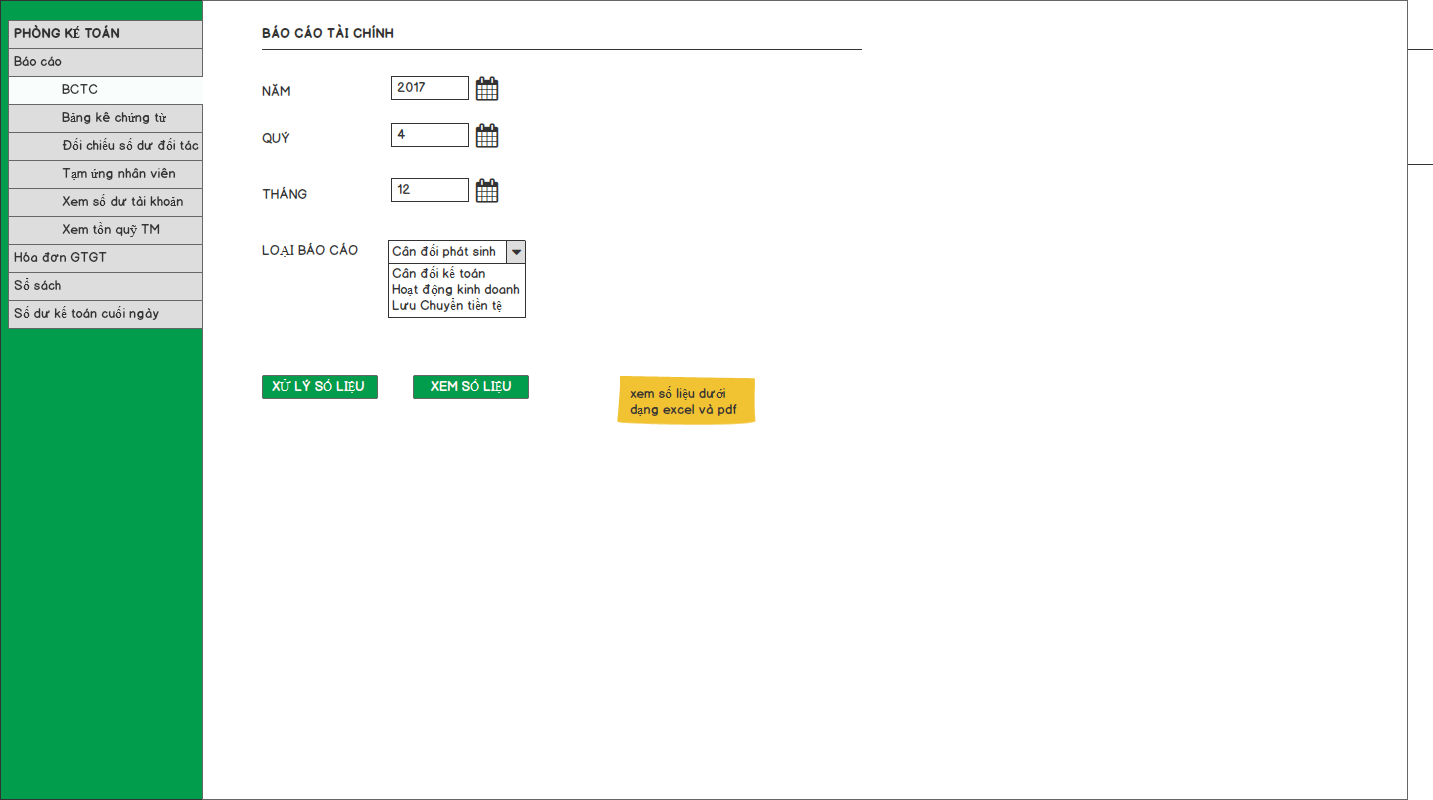 PHÒNG KẾ TOÁN
Báo cáo
BCTC
Bảng kê chứng từ
Đối chiếu số dư đối tác
Tạm ứng nhân viên
Xem số dư tài khoản
Xem tồn quỹ TM
Hóa đơn GTGT
Sổ sách
Số dư kế toán cuối ngày
BÁO CÁO TÀI CHÍNH
NĂM 2017
QUÝ 4
THÁNG 12
LOẠI BÁO CÁO Cân đối phát sinh
Cân đối kế toán
Hoạt động kinh doanh
Lưu Chuyển tiền tệ
XỬ LÝ SỐ LIỆU XEM SỐ LIỆU
xem số liệu dưới
dạng excel và pdf